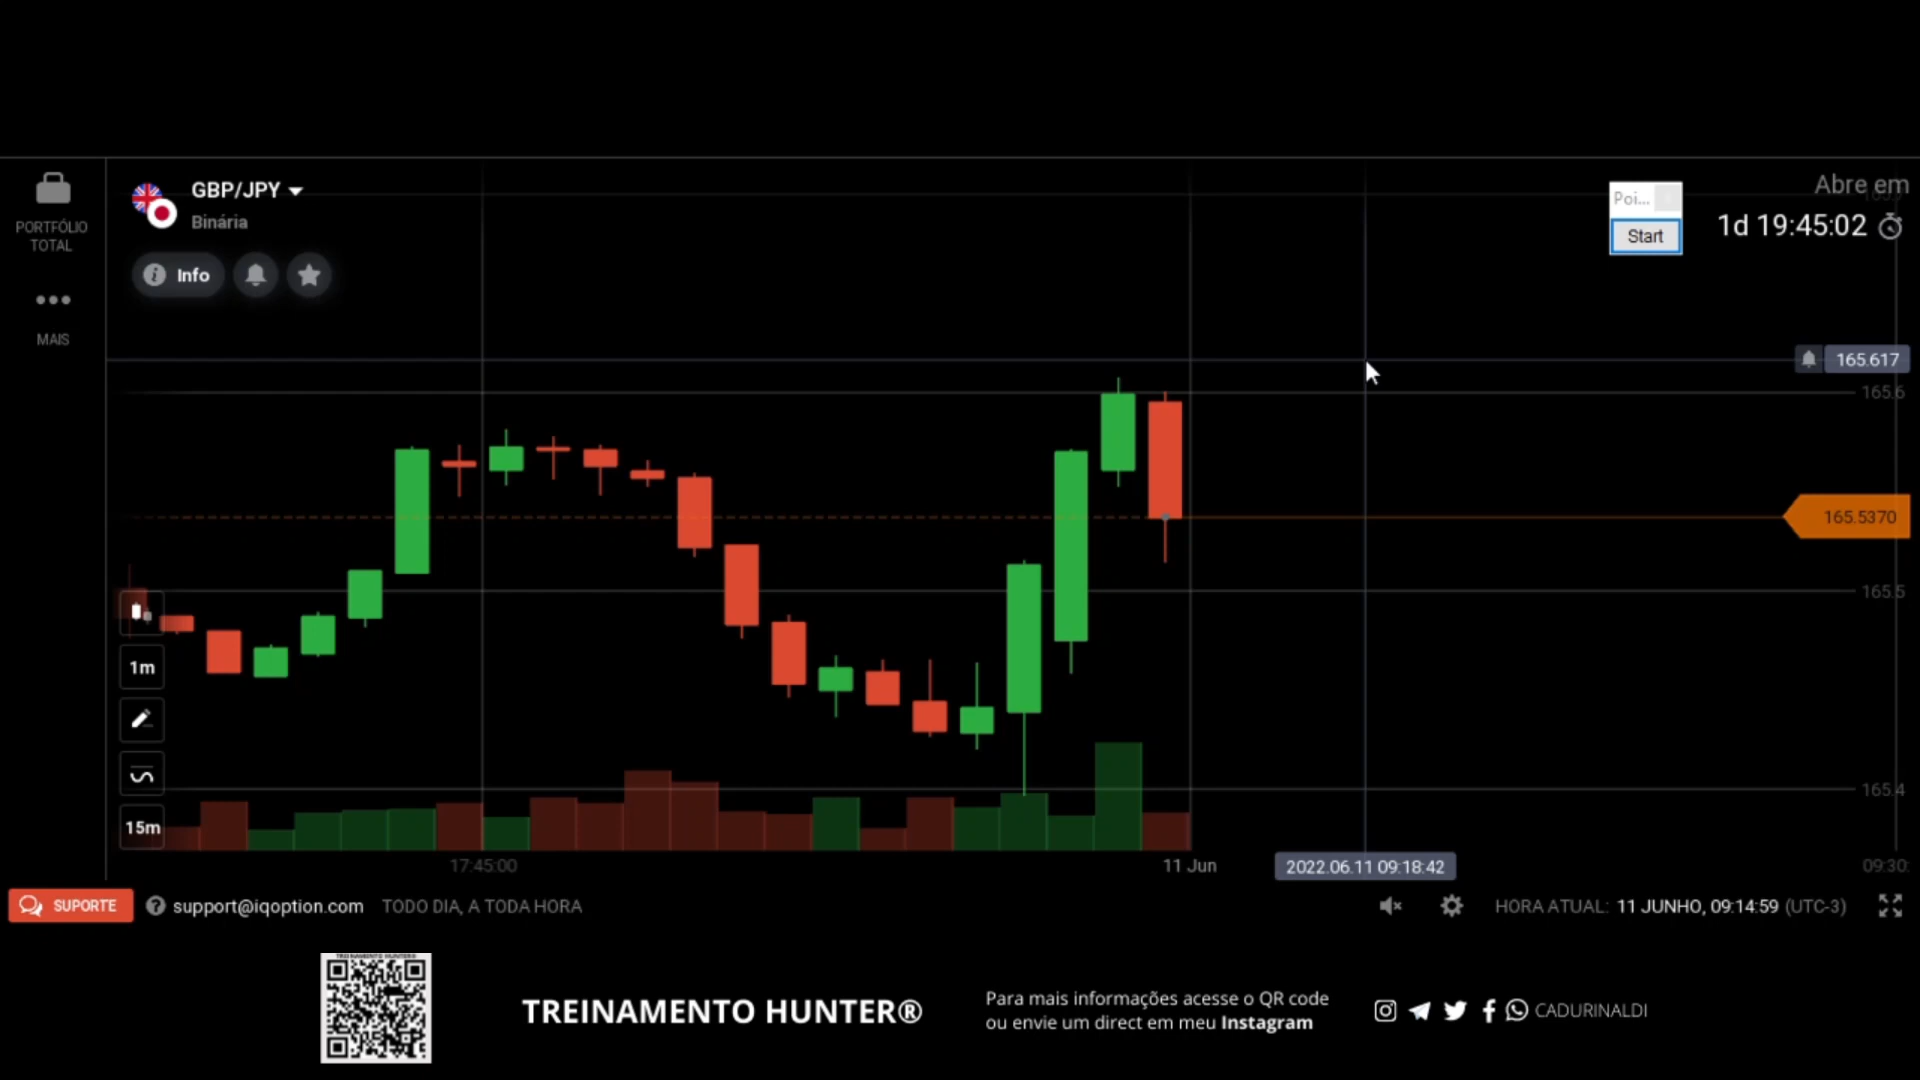 GBP/JPY
Binária
Info
PORTFÓLIO
TOTAL
MAIS
Poi...
Start
Abre em
1d 19:45:02
165.617
165.6
165.5370
165.5
165.4
1m
15m
17:45:00
11 Jun
2022.06.11 09:18:42
09:30:
SUPORTE
support@iqoption.com
TODO DIA, A TODA HORA
HORA ATUAL: 11 JUNHO, 09:14:59 (UTC-3)
TREINAMENTO HUNTER®
TREINAMENTO HUNTER®
Para mais informações acesse o QR code
ou envie um direct em meu Instagram
CADURINALDI